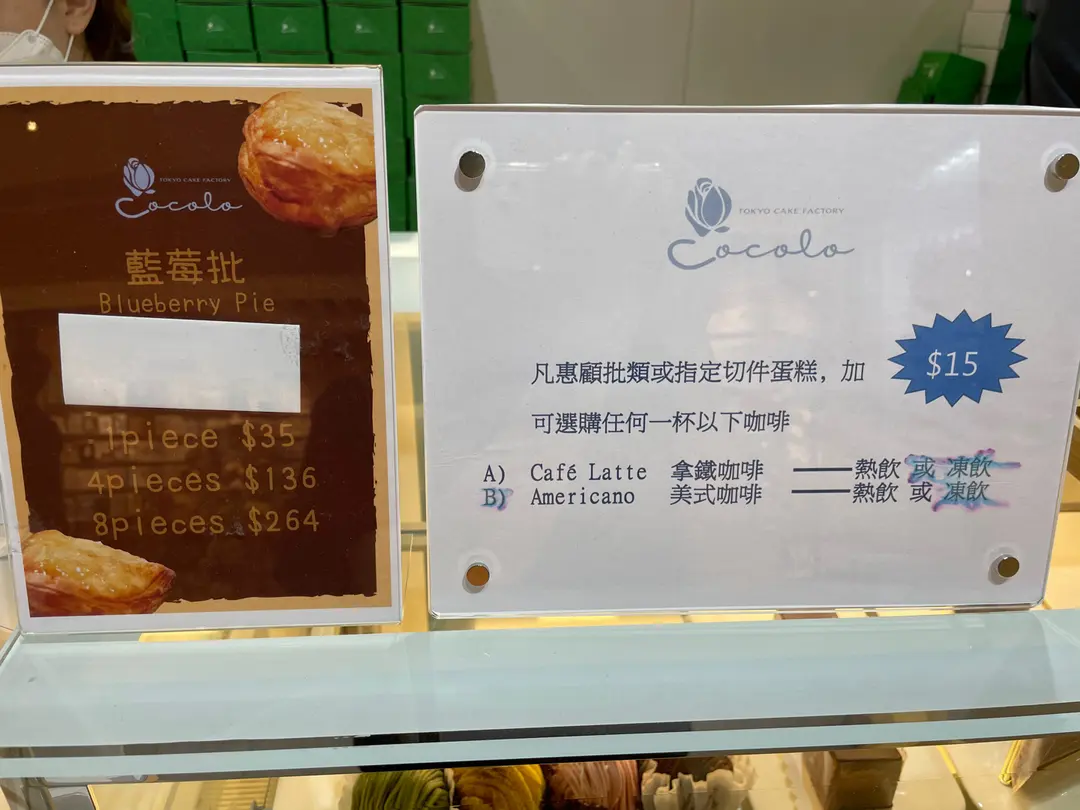 TOKYO CAKE FACTORY
Cocolo
藍莓批
Blueberry Pie
1piece $35
4pieces $136
8pieces $264
TOKYO CAKE FACTORY
Cocolo
凡惠顧批類或指定切件蛋糕，加 $15
可選購任何一杯以下咖啡
A) Café Latte 拿鐵咖啡 ——熱飲 或 凍飲
B) Americano 美式咖啡 ——熱飲 或 凍飲